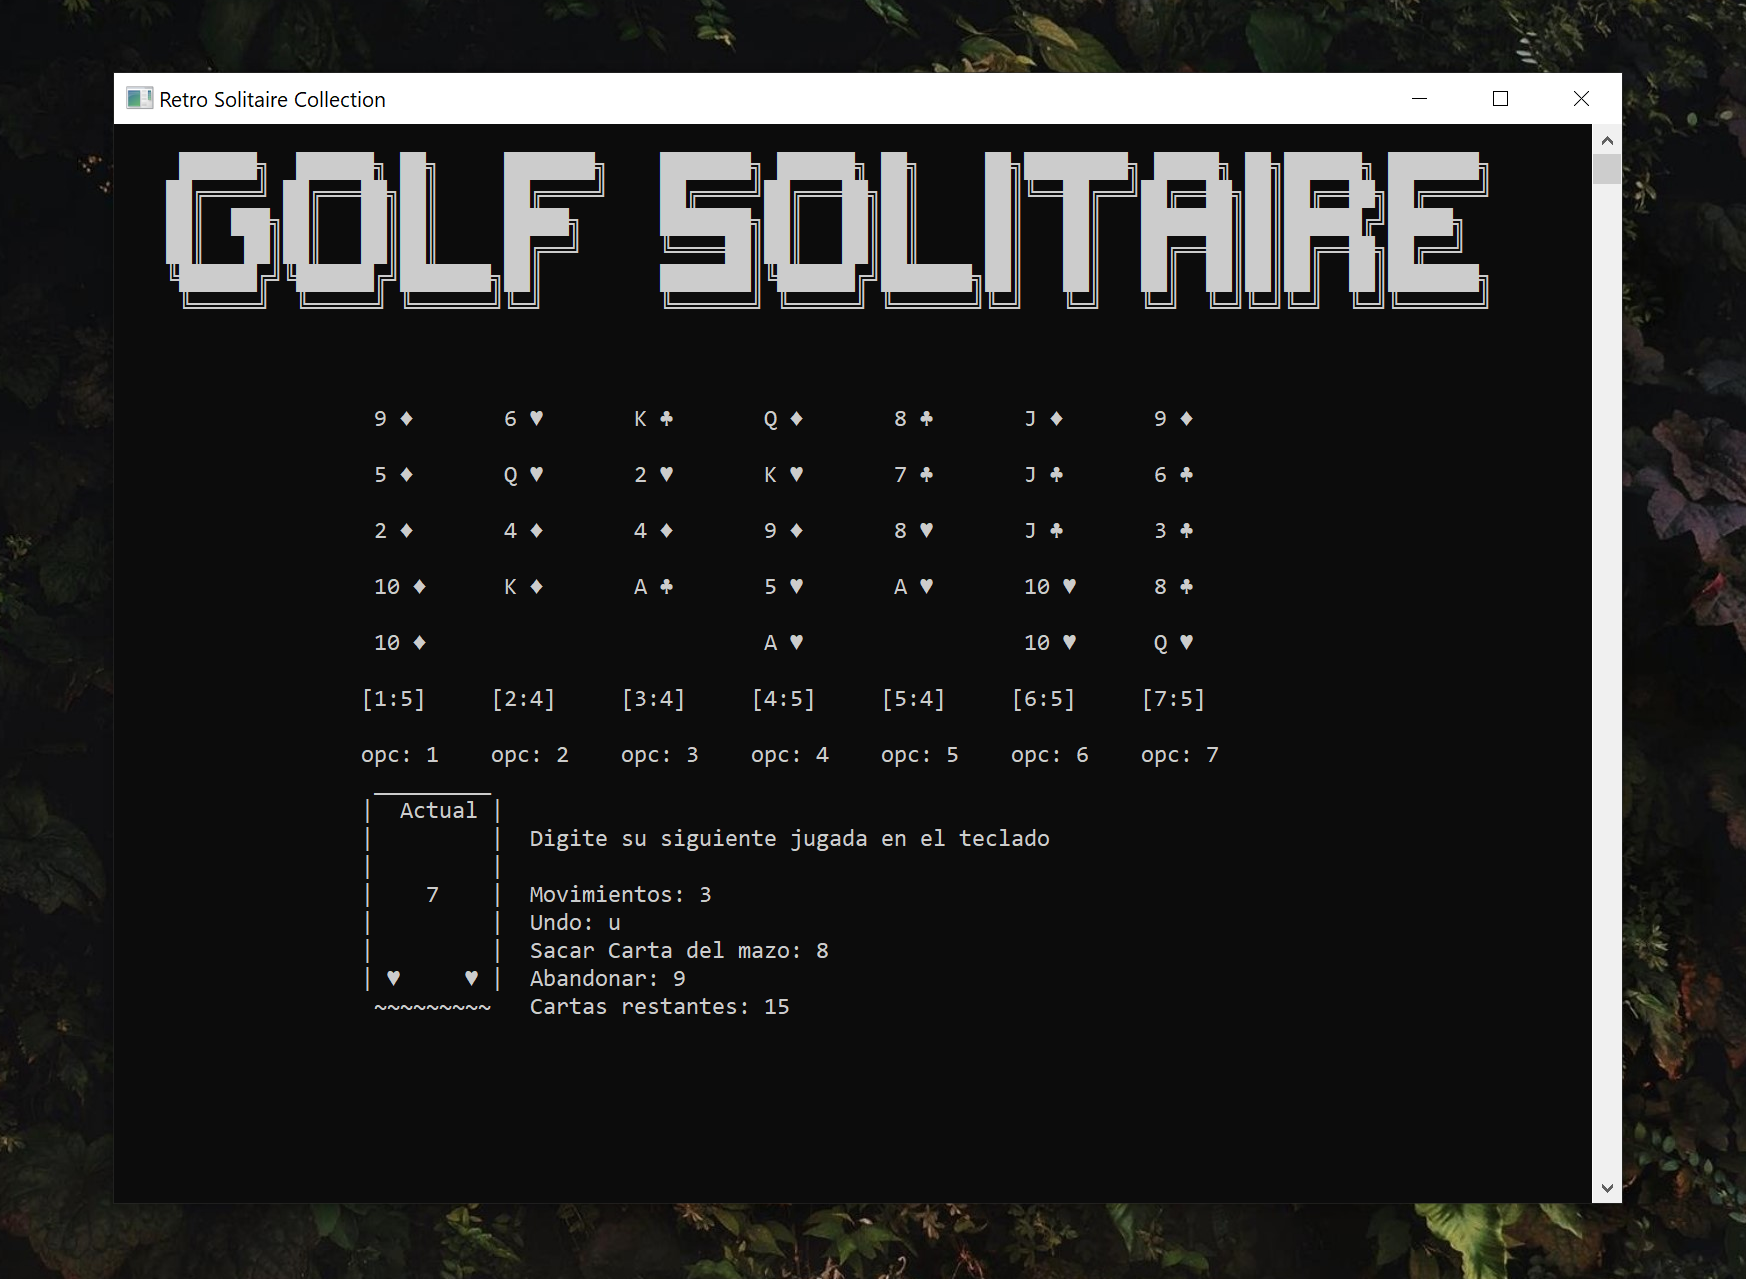 Retro Solitaire Collection
GOLF SOLITAIRE
9 ♦ 6 ♥ K ♣ Q ♦ 8 ♣ J ♦ 9 ♦
5 ♦ Q ♥ 2 ♥ K ♥ 7 ♣ J ♣ 6 ♣
2 ♦ 4 ♦ 4 ♦ 9 ♦ 8 ♥ J ♣ 3 ♣
10 ♦ K ♦ A ♣ 5 ♥ A ♥ 10 ♥ 8 ♣
10 ♦ A ♥ 10 ♥ Q ♥
[1:5] [2:4] [3:4] [4:5] [5:4] [6:5] [7:5]
opc: 1 opc: 2 opc: 3 opc: 4 opc: 5 opc: 6 opc: 7
Actual
Digite su siguiente jugada en el teclado
7 Movimientos: 3
Undo: u
Sacar Carta del mazo: 8
♥ ♥ Abandonar: 9
~~~~~~~~~ Cartas restantes: 15